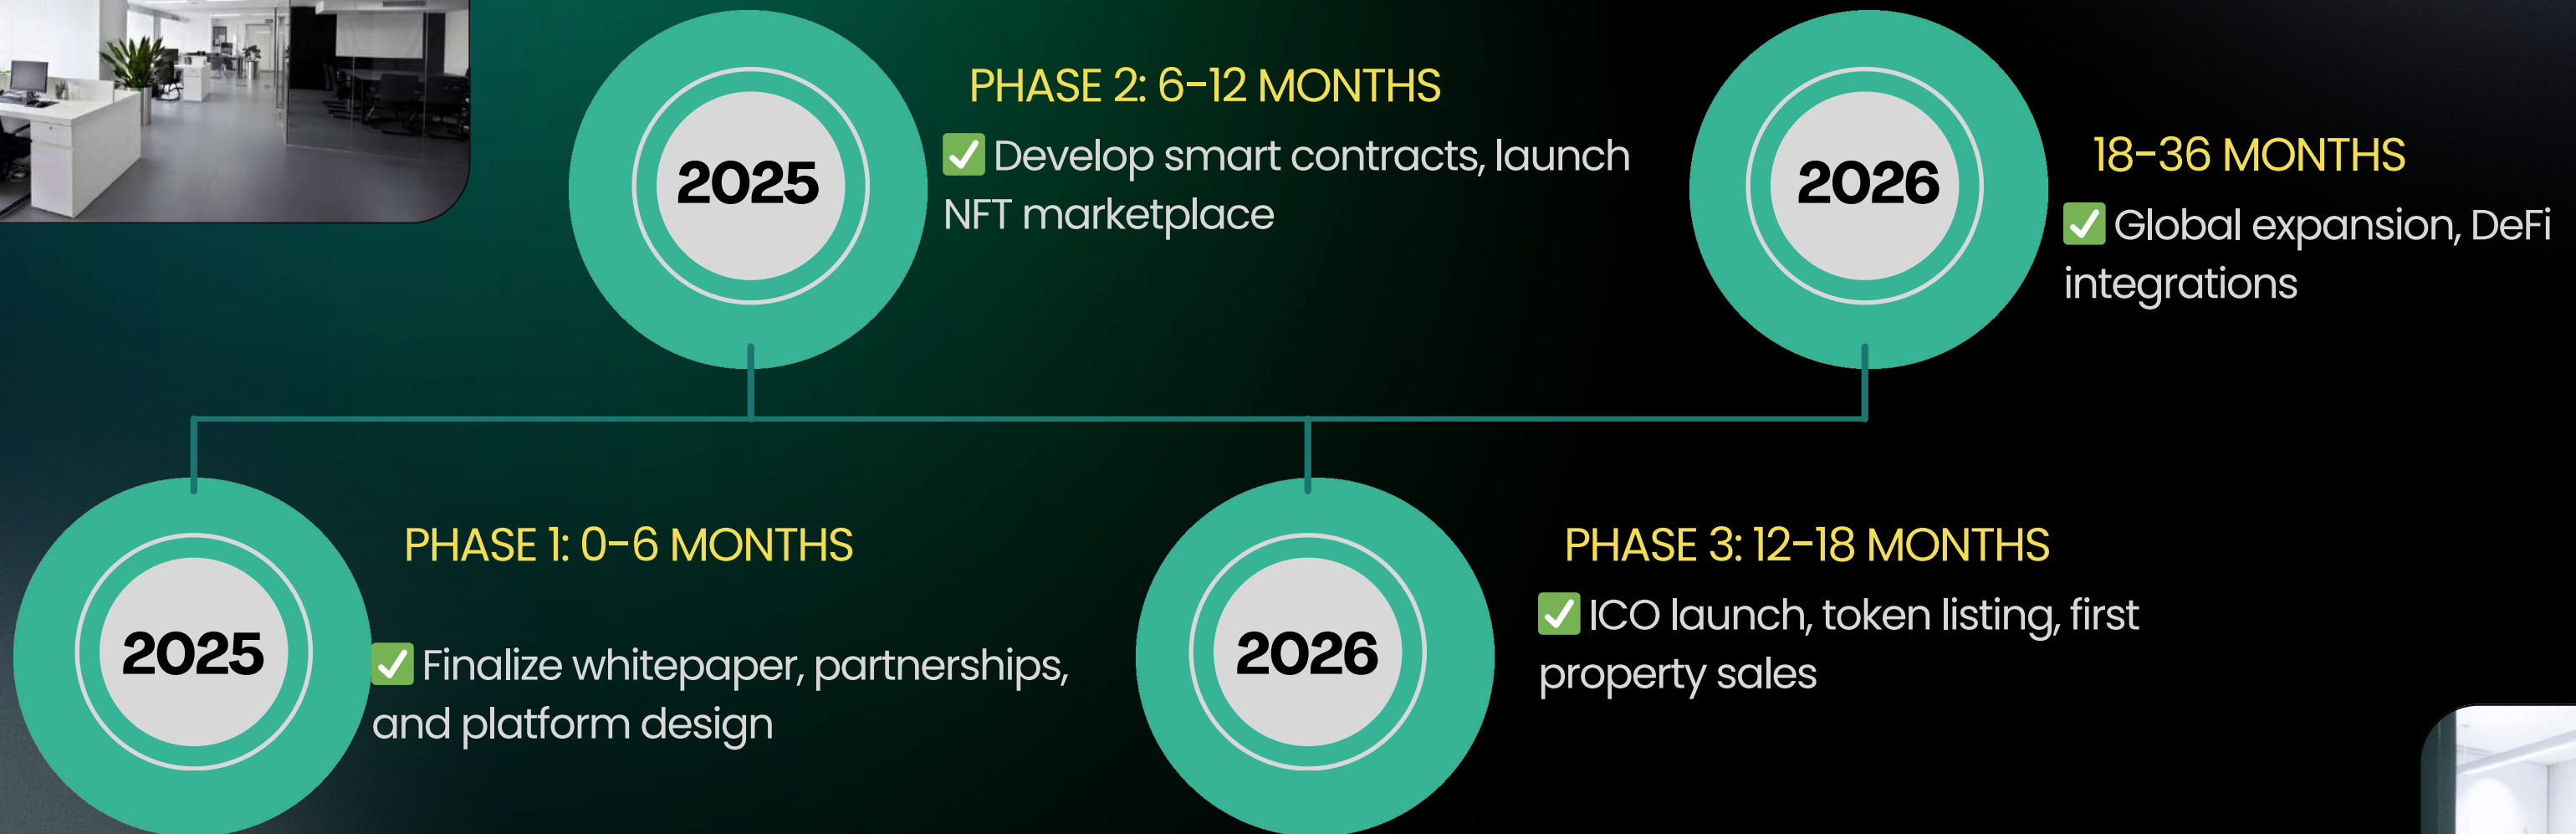 2025
PHASE 1: 0-6 MONTHS
✅ Finalize whitepaper, partnerships,
and platform design
2025
PHASE 2: 6-12 MONTHS
✅ Develop smart contracts, launch
NFT marketplace
2026
PHASE 3: 12-18 MONTHS
✅ ICO launch, token listing, first
property sales
2026
18-36 MONTHS
✅ Global expansion, DeFi
integrations